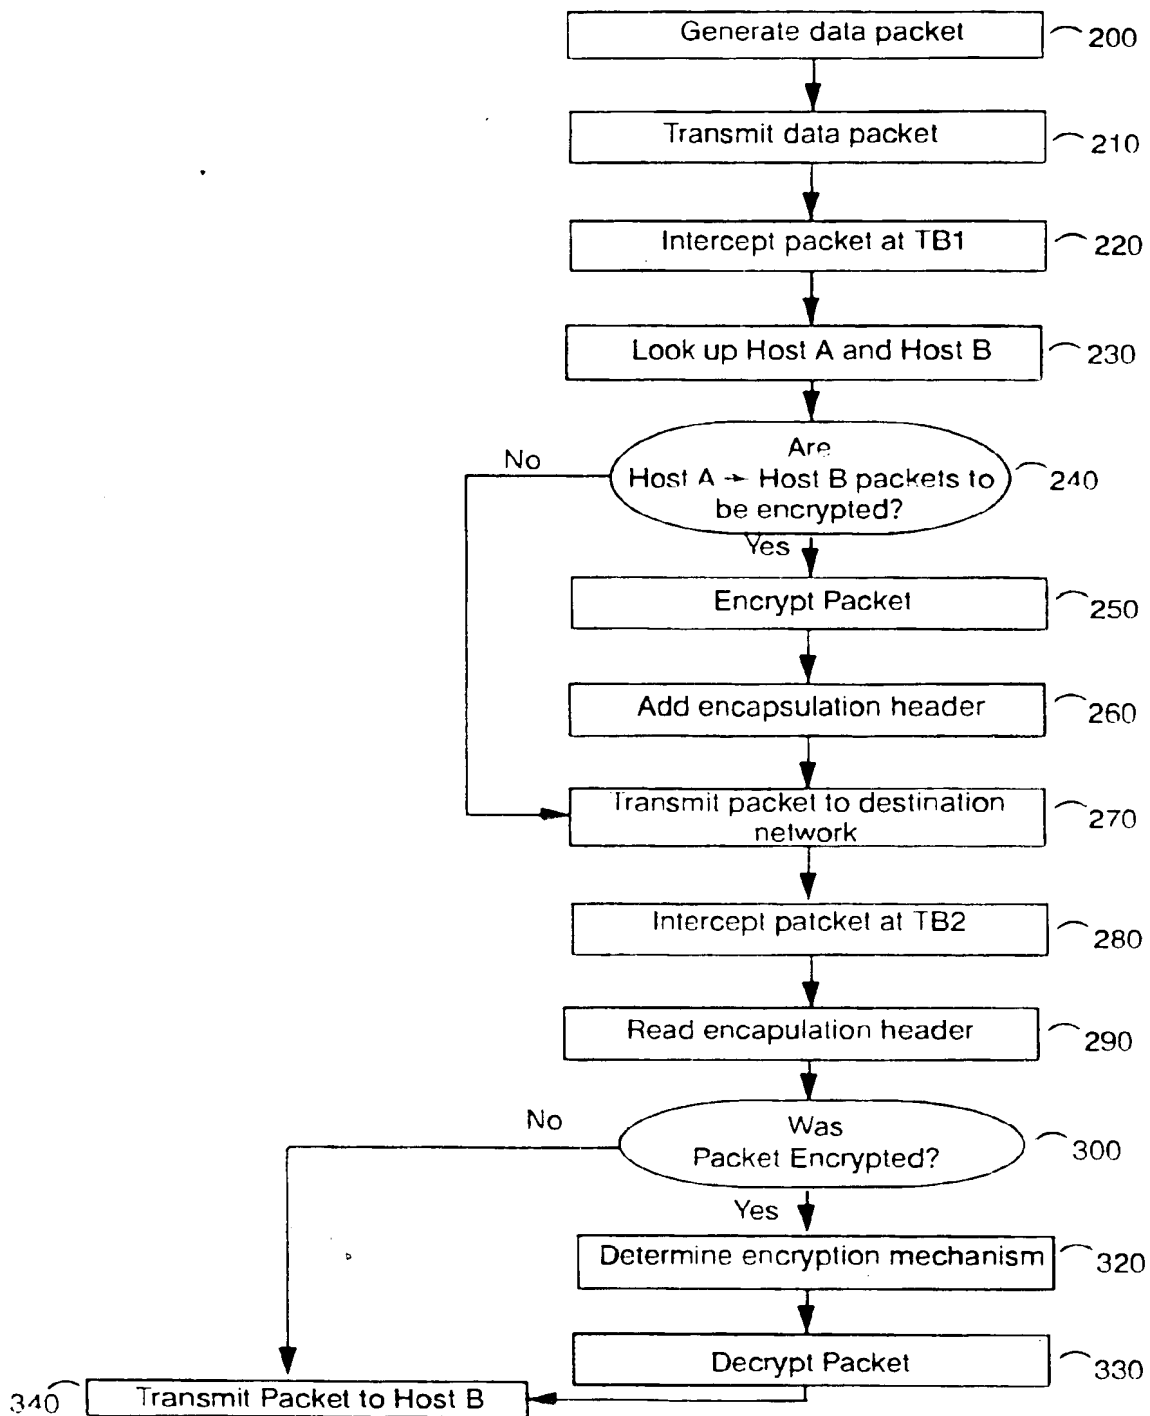 Generate data packet 200
Transmit data packet 210
Intercept packet at TB1 220
Look up Host A and Host B 230
Are
Host A → Host B packets to
be encrypted?
240
No
Yes
Encrypt Packet 250
Add encapsulation header 260
Transmit packet to destination
network
270
Intercept patcket at TB2 280
Read encapulation header 290
Was
Packet Encrypted?
300
No
Yes
Determine encryption mechanism 320
Decrypt Packet 330
340 Transmit Packet to Host B